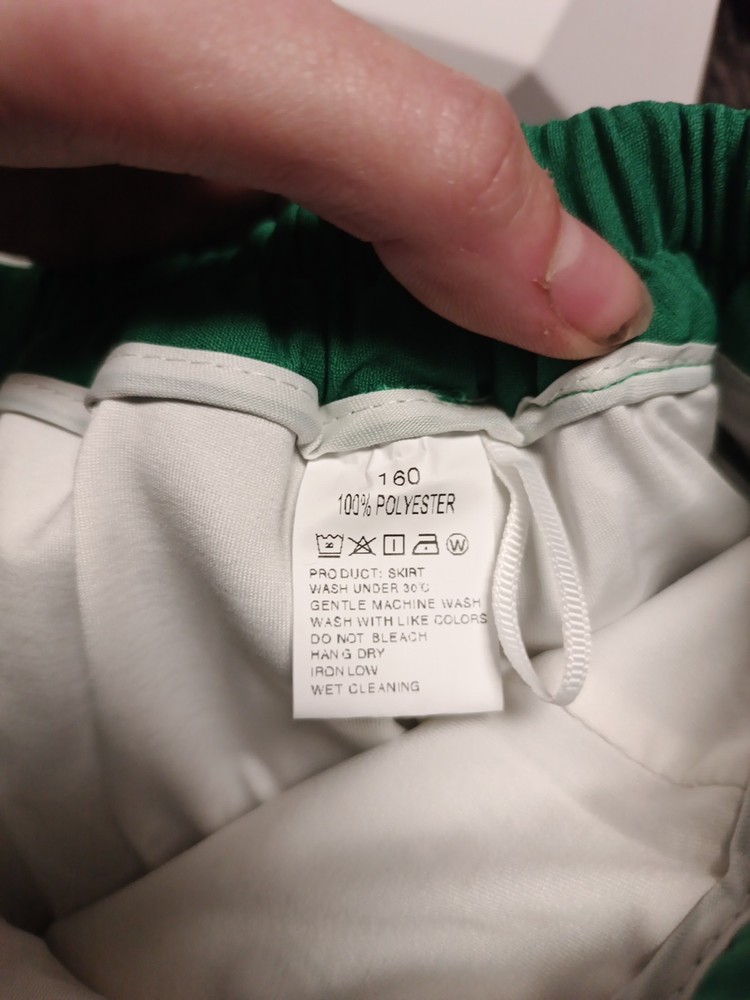 160
100% POLYESTER
W
PRODUCT: SKIRT
WASH UNDER 30°C
GENTLE MACHINE WASH
WASH WITH LIKE COLORS
DO NOT BLEACH
HANG DRY
IRON LOW
WET CLEANING